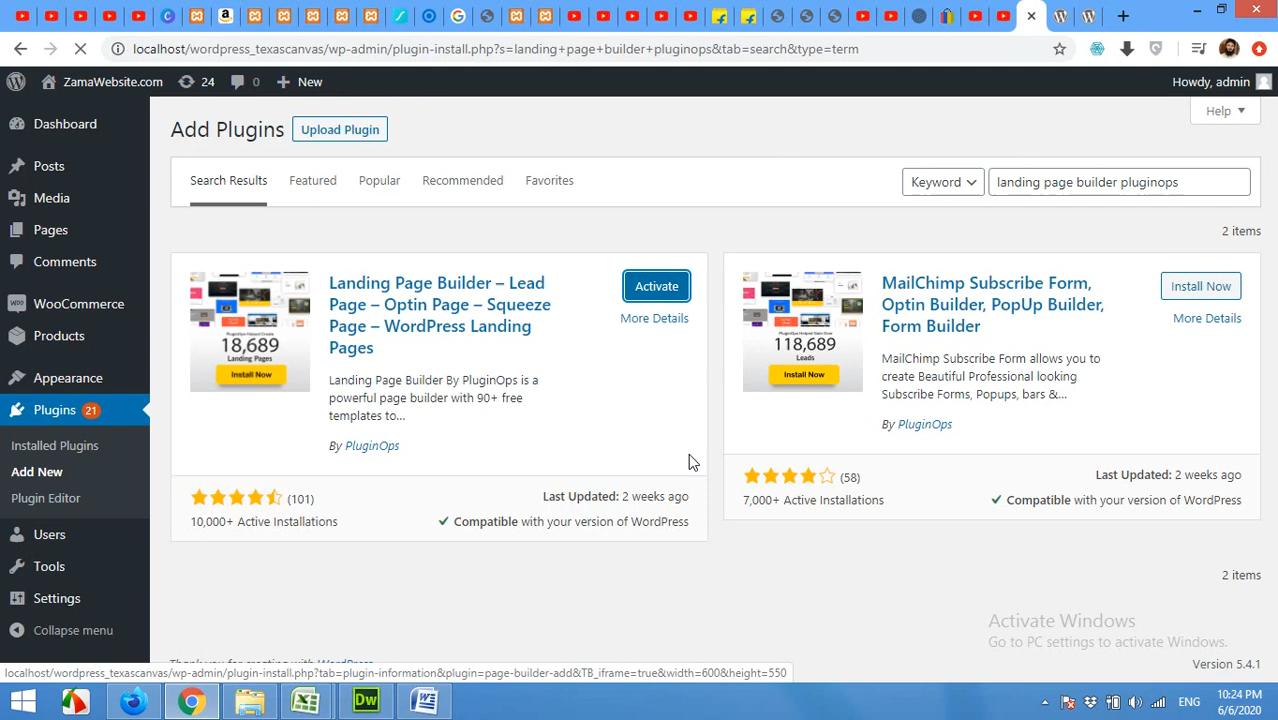 localhost/wordpress_texascanvas/wp-admin/plugin-install.php?s=landing+page+builder+pluginops&tab=search&type=term
ZamaWebsite.com 24 0 New Howdy, admin
Dashboard
Posts
Media
Pages
Comments
WooCommerce
Products
Appearance
Plugins 21
Installed Plugins
Add New
Plugin Editor
Users
Tools
Settings
Collapse menu
Help
Add Plugins Upload Plugin
Search Results Featured Popular Recommended Favorites Keyword landing page builder pluginops
2 items
18,689
Landing Pages
Install Now
Landing Page Builder – Lead
Page – Optin Page – Squeeze
Page – WordPress Landing
Pages
Activate
More Details
Landing Page Builder By PluginOps is a
powerful page builder with 90+ free
templates to…
By PluginOps
(101)
10,000+ Active Installations
Last Updated: 2 weeks ago
Compatible with your version of WordPress
118,689
Leads
Install Now
MailChimp Subscribe Form,
Optin Builder, PopUp Builder,
Form Builder
Install Now
More Details
MailChimp Subscribe Form allows you to
create Beautiful Professional looking
Subscribe Forms, Popups, bars &…
By PluginOps
(58)
7,000+ Active Installations
Last Updated: 2 weeks ago
Compatible with your version of WordPress
2 items
Activate Windows
Go to PC settings to activate Windows.
Thank you for creating with WordPress
Version 5.4.1
localhost/wordpress_texascanvas/wp-admin/plugin-install.php?tab=plugin-information&plugin=page-builder-add&TB_iframe=true&width=600&height=550
Dw
ENG
10:24 PM
6/6/2020